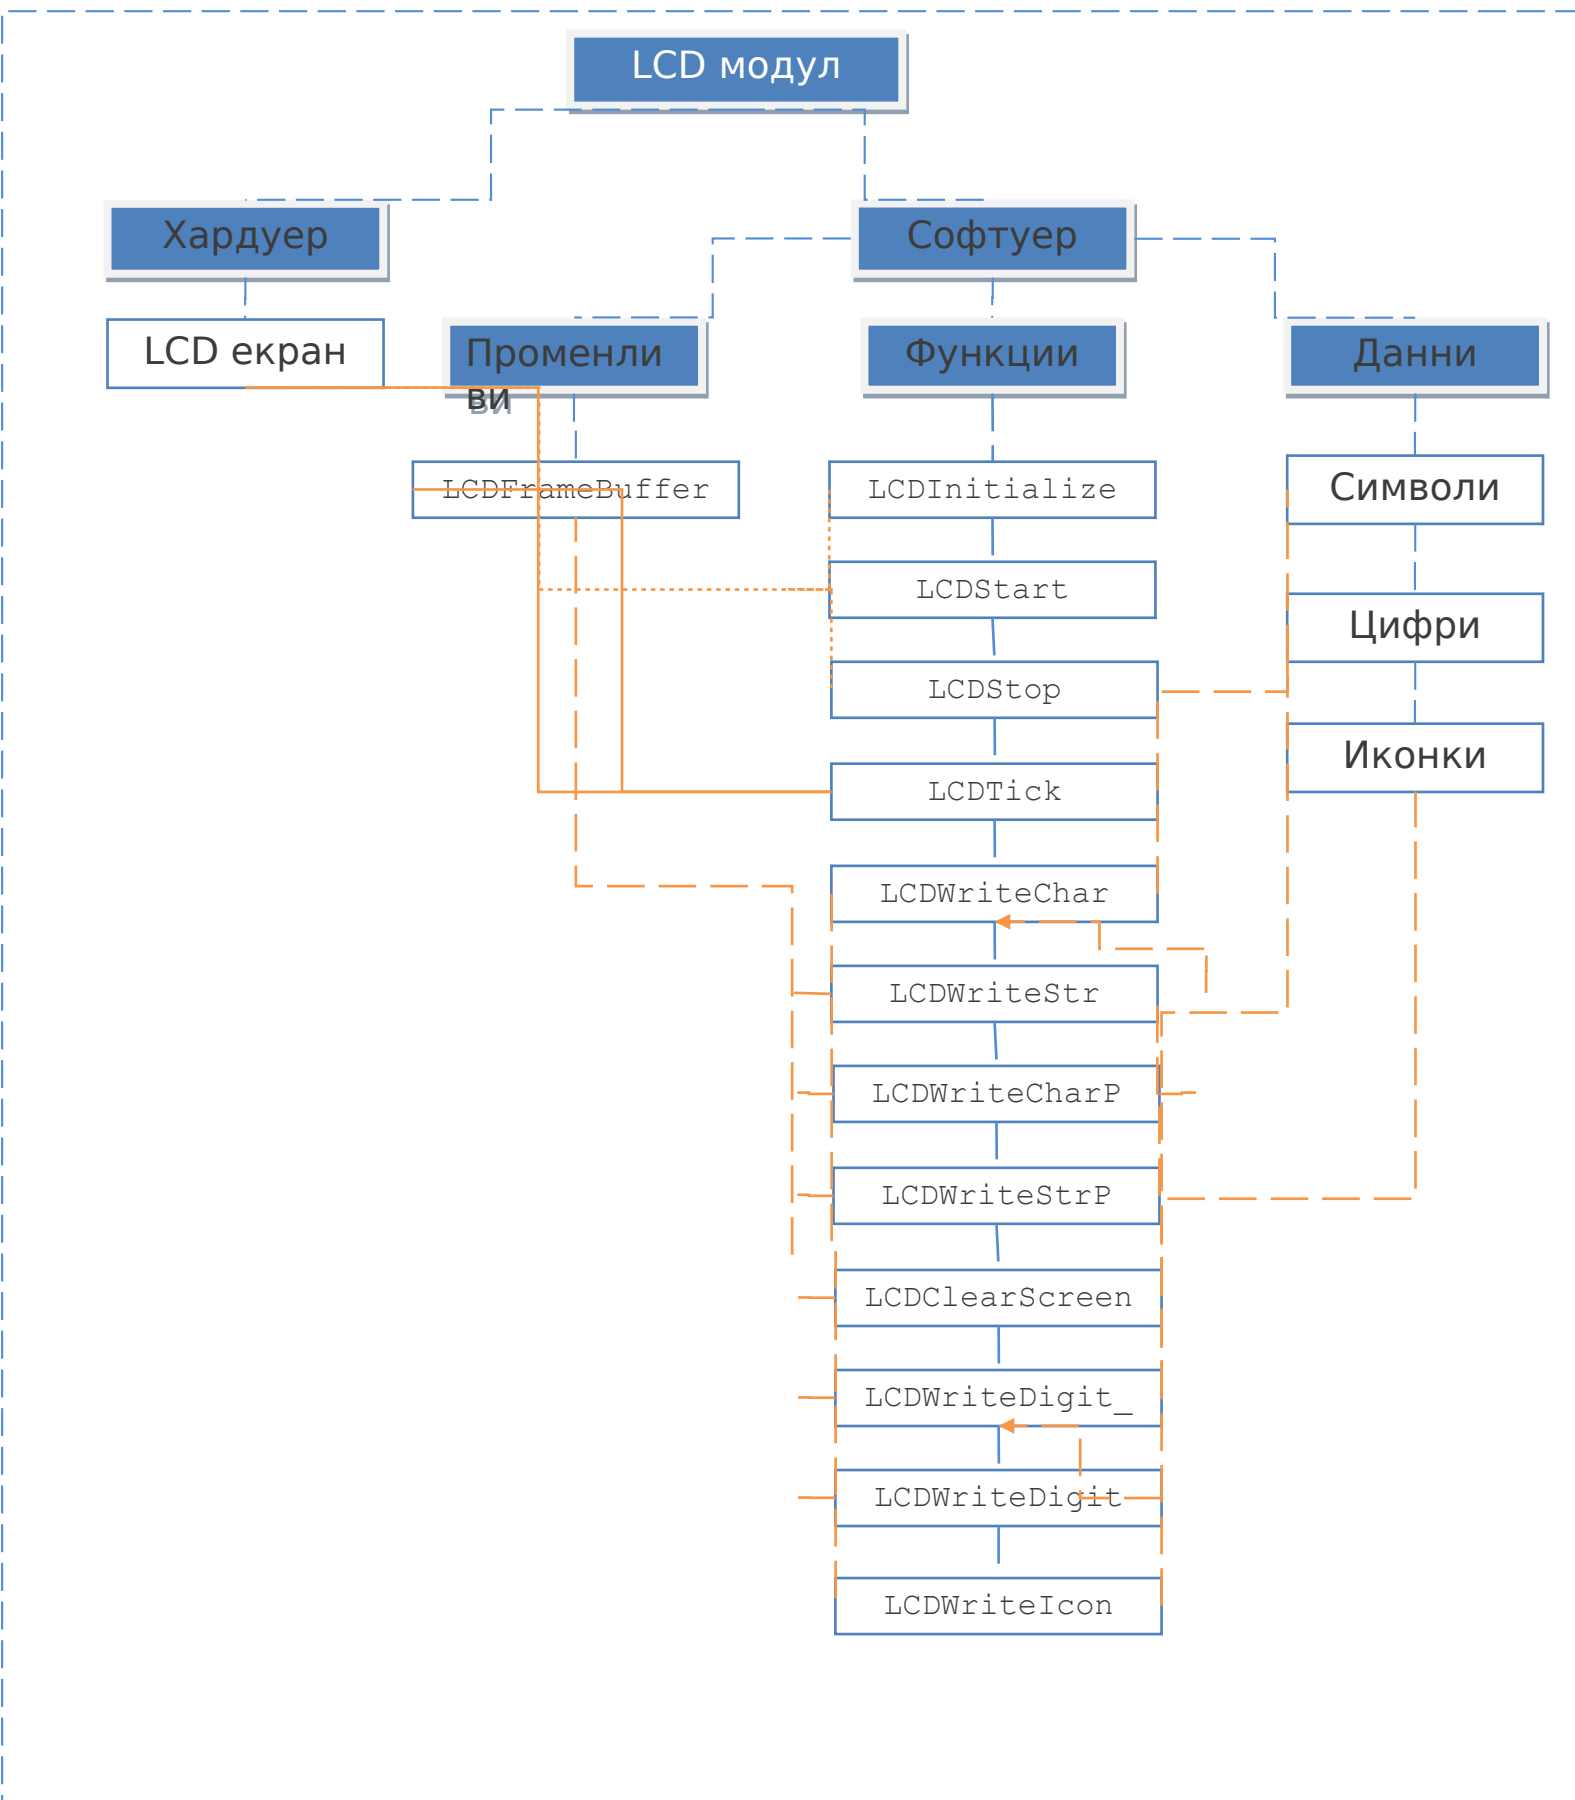 LCD модул
Хардуер
Софтуер
LCD екран
Променли
ви
Функции
Данни
LCDFrameBuffer
LCDInitialize
Символи
LCDStart
Цифри
LCDStop
Иконки
LCDTick
LCDWriteChar
LCDWriteStr
LCDWriteCharP
LCDWriteStrP
LCDClearScreen
LCDWriteDigit_
LCDWriteDigit
LCDWriteIcon